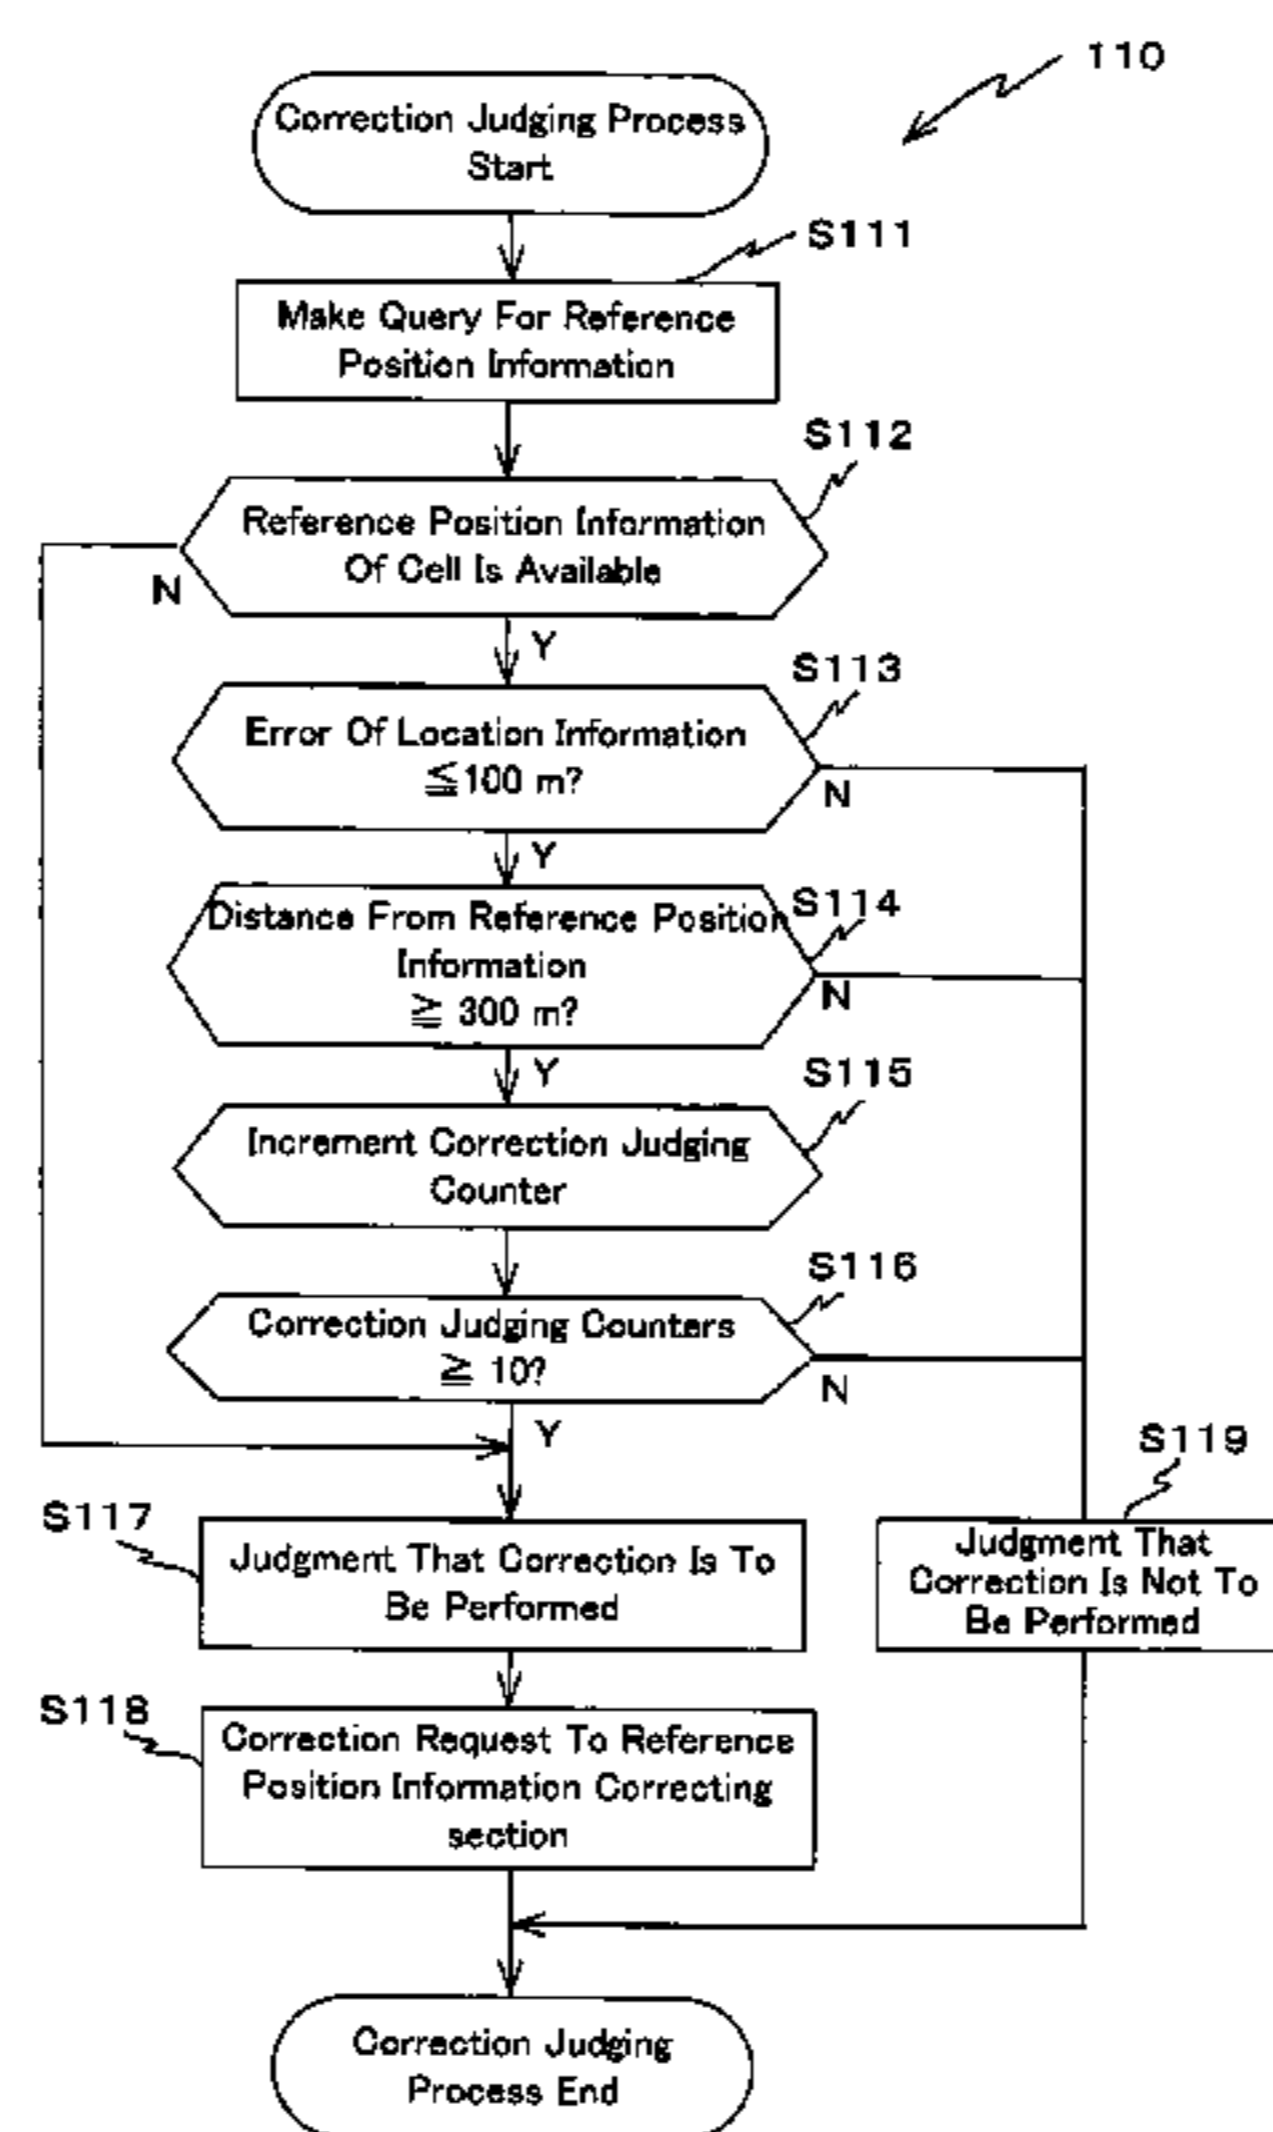 110
Correction Judging Process
Start
S111
Make Query For Reference
Position Information
S112
Reference Position Information
Of Cell Is Available
N
Y
S113
Error Of Location Information
≦100 m?
N
Y
S114
Distance From Reference Position
Information
≧ 300 m?
N
Y
S115
Increment Correction Judging
Counter
S116
Correction Judging Counters
≧ 10?
N
Y
S117
Judgment That Correction Is To
Be Performed
S119
Judgment That
Correction Is Not To
Be Performed
S118
Correction Request To Reference
Position Information Correcting
section
Correction Judging
Process End